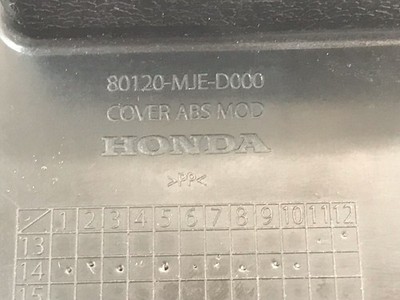 80120-MJE-D000
COVER ABS MOD
HONDA
>PP<
1 2 3 4 5 6 7 8 9 10 11 12
13
14
15